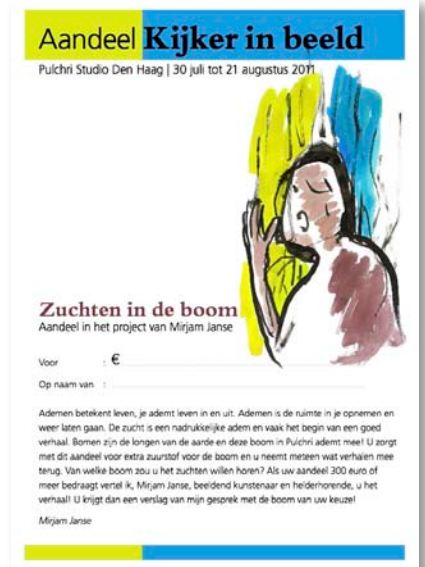 Aandeel Kijker in beeld
Pulchri Studio Den Haag | 30 juli tot 21 augustus 2011
Zuchten in de boom
Aandeel in het project van Mirjam Janse
Voor : €
Op naam van :
Ademen betekent leven, je ademt leven in en uit. Ademen is de ruimte in je opnemen en
weer laten gaan. De zucht is een nadrukkelijke adem en vaak het begin van een goed
verhaal. Bomen zijn de longen van de aarde en deze boom in Pulchri ademt mee! U zorgt
met dit aandeel voor extra zuurstof voor de boom en u neemt meteen wat verhalen mee
terug. Van welke boom zou u het zuchten willen horen? Als uw aandeel 300 euro of
meer bedraagt vertel ik, Mirjam Janse, beeldend kunstenaar en helderhorende, u het
verhaal! U krijgt dan een verslag van mijn gesprek met de boom van uw keuze!
Mirjam Janse